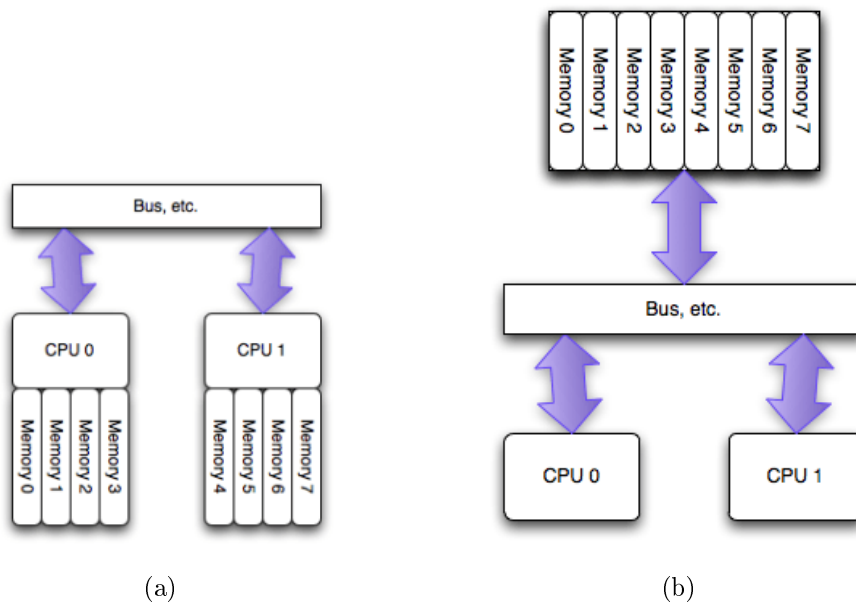 Bus, etc.
CPU 0
CPU 1
Memory 0
Memory 1
Memory 2
Memory 3
Memory 4
Memory 5
Memory 6
Memory 7
(a)
Memory 0
Memory 1
Memory 2
Memory 3
Memory 4
Memory 5
Memory 6
Memory 7
Bus, etc.
CPU 0
CPU 1
(b)